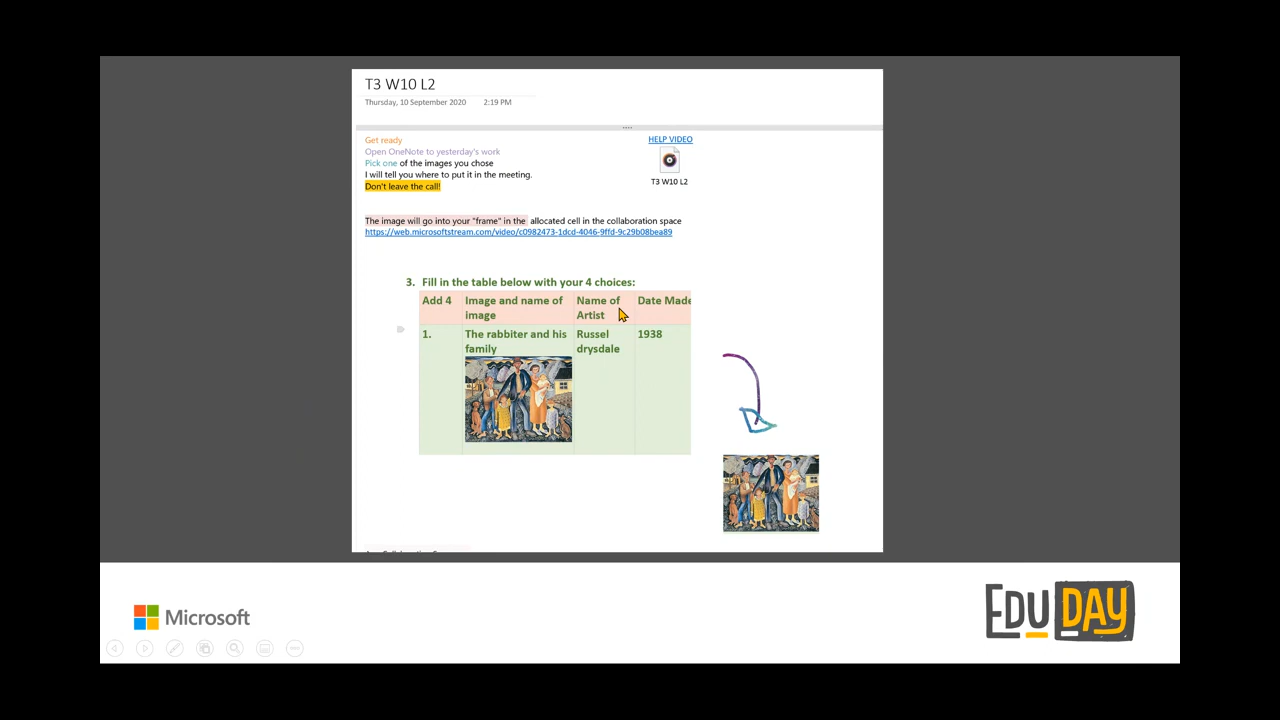 T3 W10 L2
Thursday, 10 September 2020 2:19 PM
Get ready
Open OneNote to yesterday's work
Pick one of the images you chose
I will tell you where to put it in the meeting.
Don't leave the call!
HELP VIDEO
T3 W10 L2
The image will go into your "frame" in the allocated cell in the collaboration space
https://web.microsoftstream.com/video/c0982473-1dcd-4046-9ffd-9c29b08bea89
3. Fill in the table below with your 4 choices:
Add 4
Image and name of
image
Name of
Artist
Date Made
1.
The rabbiter and his
family
Russel
drysdale
1938
Microsoft
EDU DAY